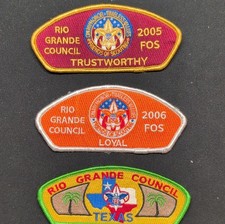 RIO GRANDE COUNCIL
2005 FOS
TRUSTWORTHY
RIO GRANDE COUNCIL
2006 FOS
LOYAL
RIO GRANDE COUNCIL
TEXAS